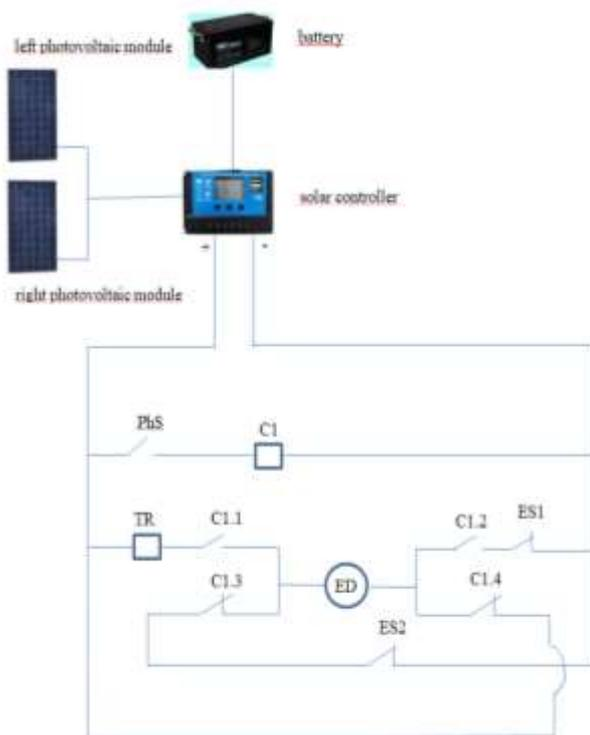 left photovoltaic module
battery
solar controller
+
right photovoltaic module
PhS
C1
TR
C1.1
C1.2
ES1
C1.3
ED
C1.4
ES2